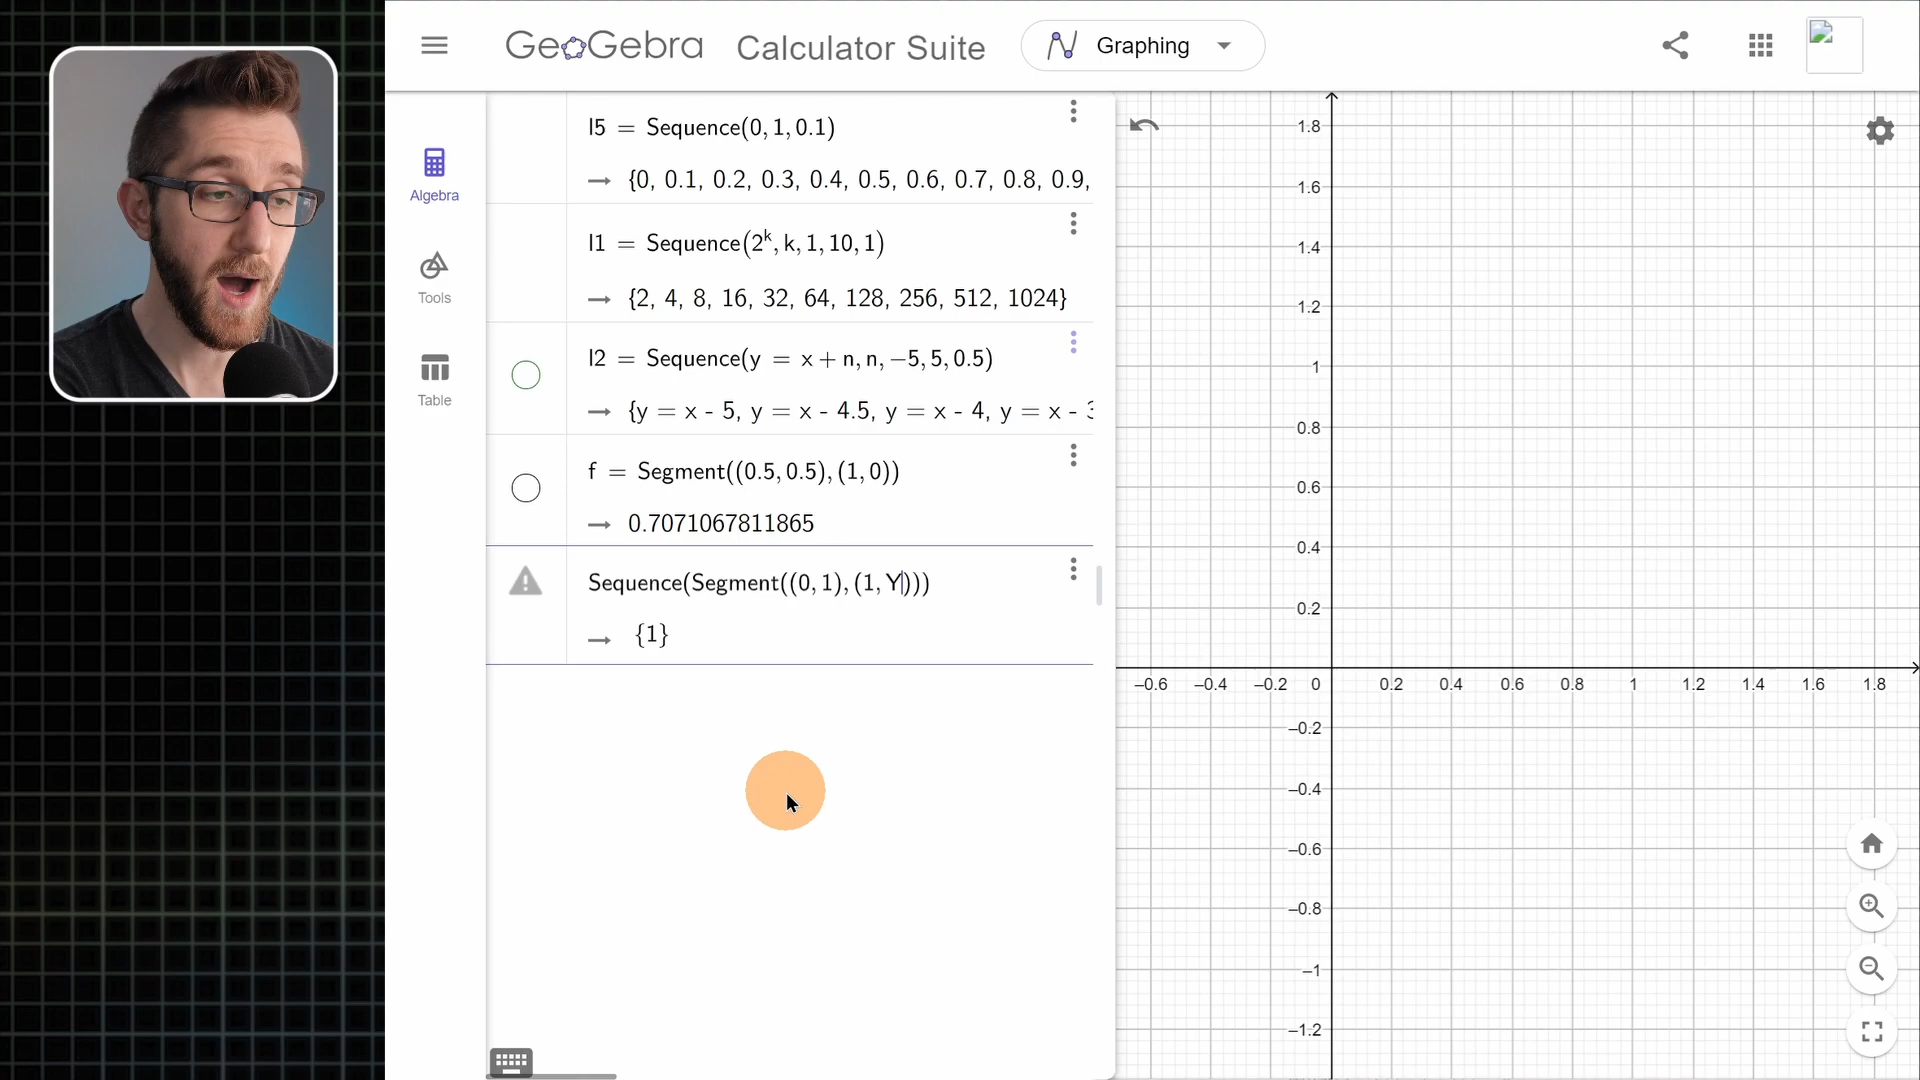 GeoGebra Calculator Suite
Graphing
Algebra
Tools
Table
l5 = Sequence(0, 1, 0.1)
→ {0, 0.1, 0.2, 0.3, 0.4, 0.5, 0.6, 0.7, 0.8, 0.9,
l1 = Sequence(2^k, k, 1, 10, 1)
→ {2, 4, 8, 16, 32, 64, 128, 256, 512, 1024}
l2 = Sequence(y = x + n, n, −5, 5, 0.5)
→ {y = x - 5, y = x - 4.5, y = x - 4, y = x - 3
f = Segment((0.5, 0.5), (1, 0))
→ 0.7071067811865
Sequence(Segment((0, 1), (1, Y)))
→ {1}
1.8
1.6
1.4
1.2
1
0.8
0.6
0.4
0.2
–0.6 –0.4 –0.2 0 0.2 0.4 0.6 0.8 1 1.2 1.4 1.6 1.8
–0.2
–0.4
–0.6
–0.8
–1
–1.2